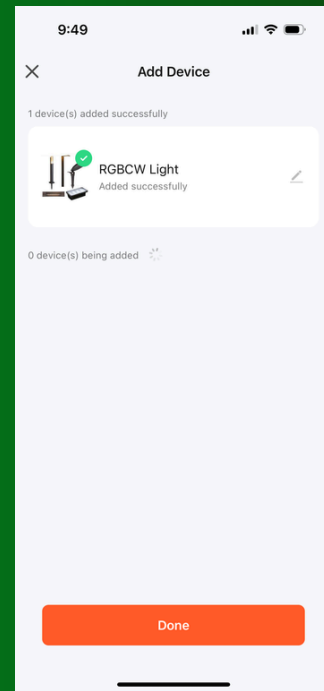 9:49
Add Device
1 device(s) added successfully
RGBCW Light
Added successfully
0 device(s) being added
Done